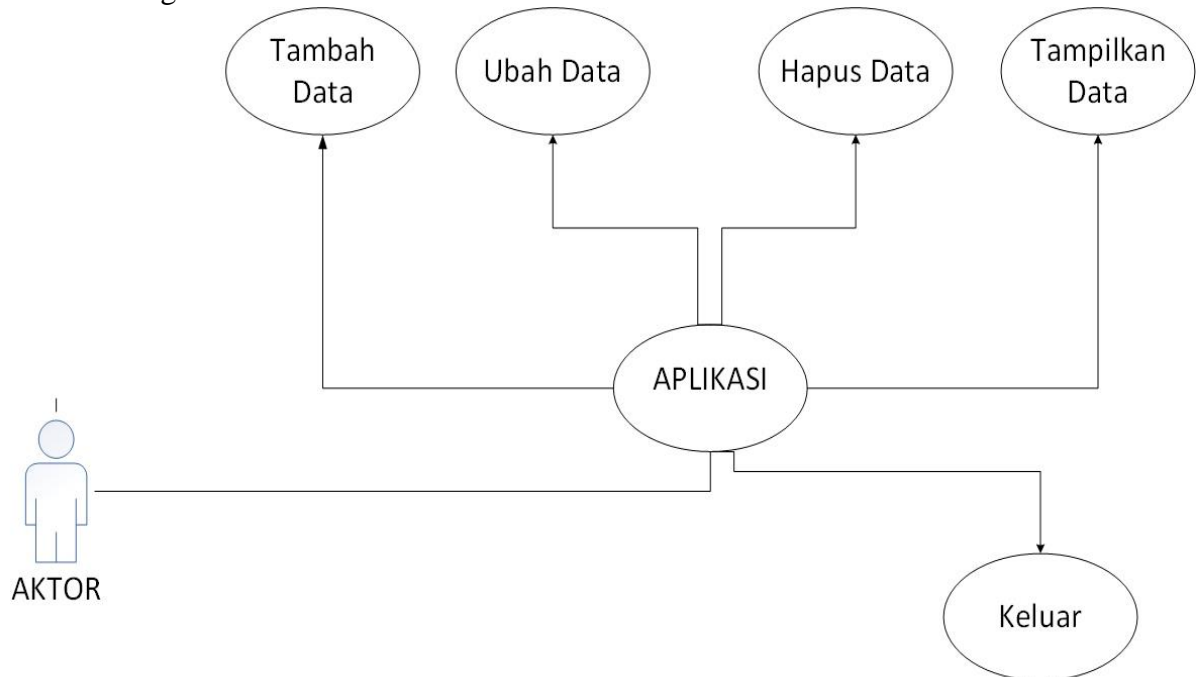 Tambah
Data
Ubah Data
Hapus Data
Tampilkan
Data
APLIKASI
AKTOR
Keluar